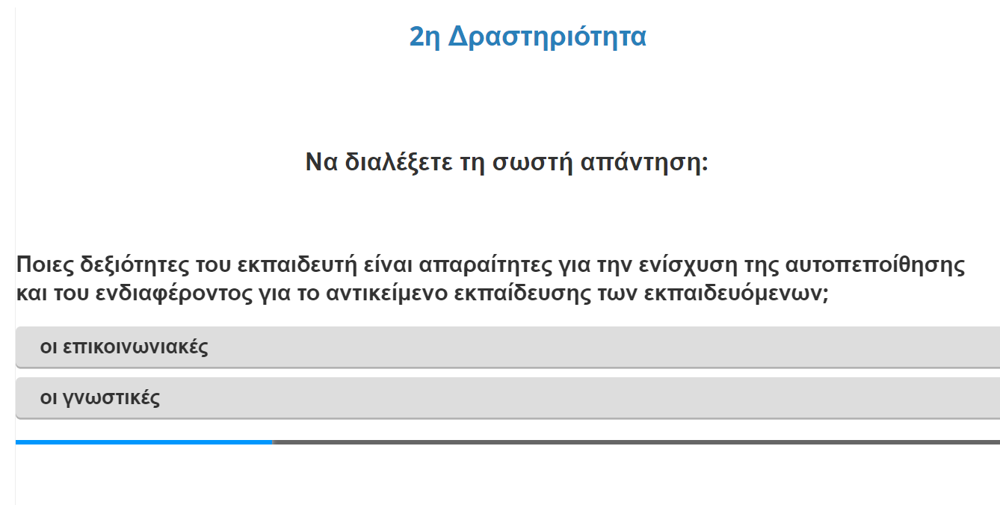 2η Δραστηριότητα
Να διαλέξετε τη σωστή απάντηση:
Ποιες δεξιότητες του εκπαιδευτή είναι απαραίτητες για την ενίσχυση της αυτοπεποίθησης
και του ενδιαφέροντος για το αντικείμενο εκπαίδευσης των εκπαιδευόμενων;
οι επικοινωνιακές
οι γνωστικές